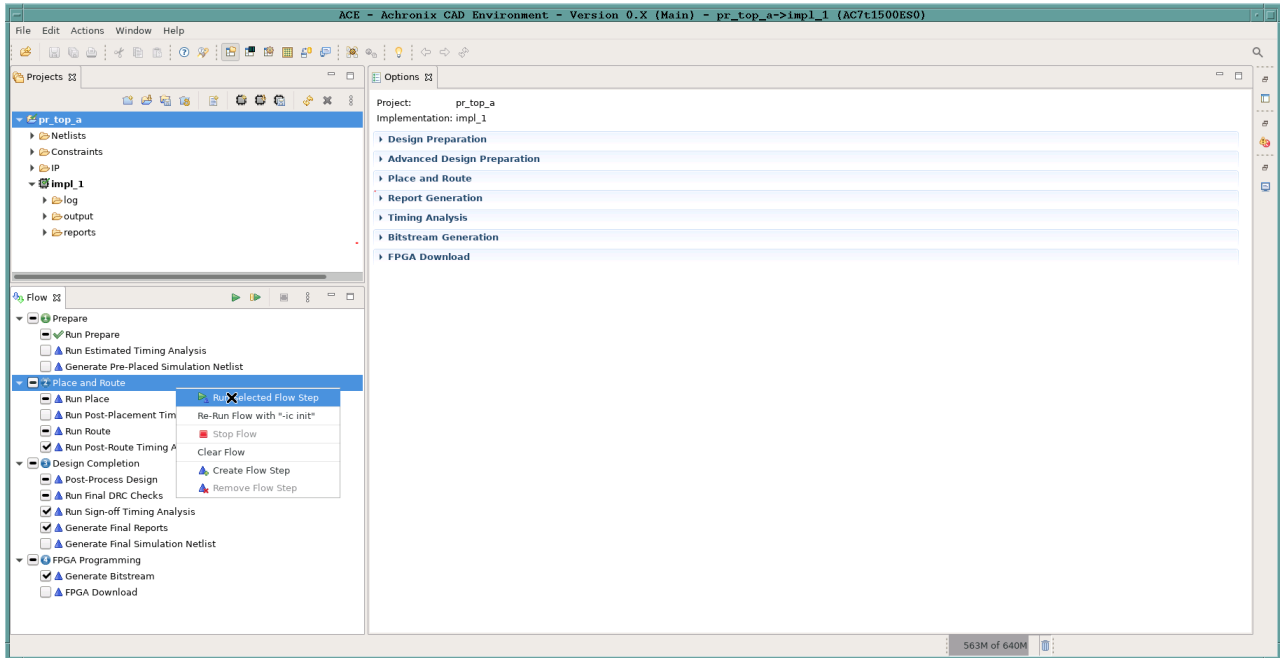 ACE - Achronix CAD Environment - Version 0.X (Main) - pr_top_a->impl_1 (AC7t1500ES0)
File Edit Actions Window Help
Projects
pr_top_a
Netlists
Constraints
IP
impl_1
log
output
reports
Options
Project: pr_top_a
Implementation: impl_1
Design Preparation
Advanced Design Preparation
Place and Route
Report Generation
Timing Analysis
Bitstream Generation
FPGA Download
Flow
1 Prepare
Run Prepare
Run Estimated Timing Analysis
Generate Pre-Placed Simulation Netlist
2 Place and Route
Run Place
Run Post-Placement Tim
Run Route
Run Post-Route Timing A
3 Design Completion
Post-Process Design
Run Final DRC Checks
Run Sign-off Timing Analysis
Generate Final Reports
Generate Final Simulation Netlist
4 FPGA Programming
Generate Bitstream
FPGA Download
Run Selected Flow Step
Re-Run Flow with "-ic init"
Stop Flow
Clear Flow
Create Flow Step
Remove Flow Step
563M of 640M